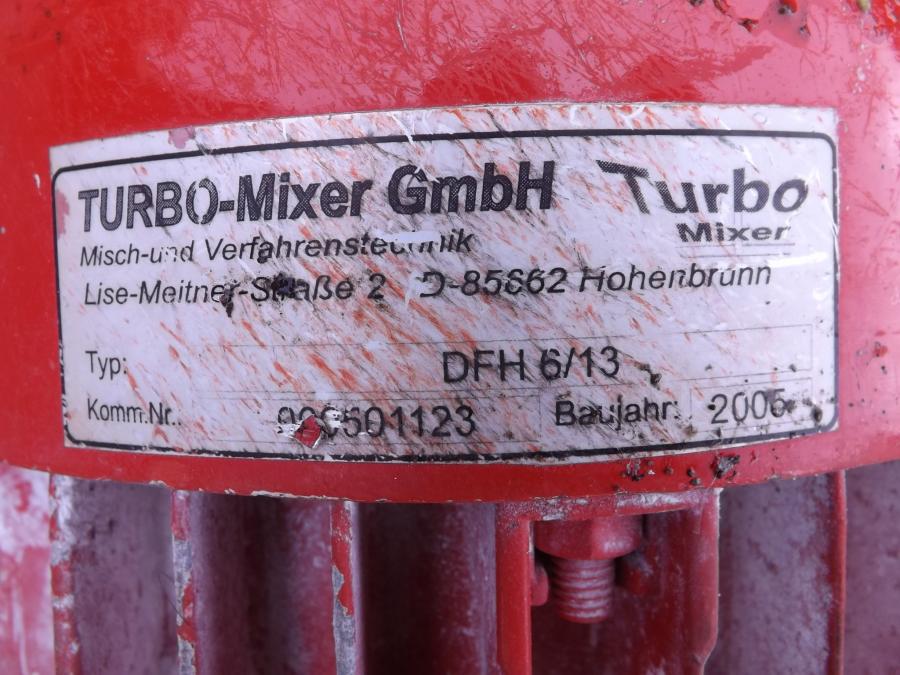 TURBO-Mixer GmbH
Turbo
Mixer
Misch-und Verfahrenstechnik
Lise-Meitner-Straße 2 D-85662 Hohenbrunn
Typ: DFH 6/13
Komm.Nr.: Baujahr: